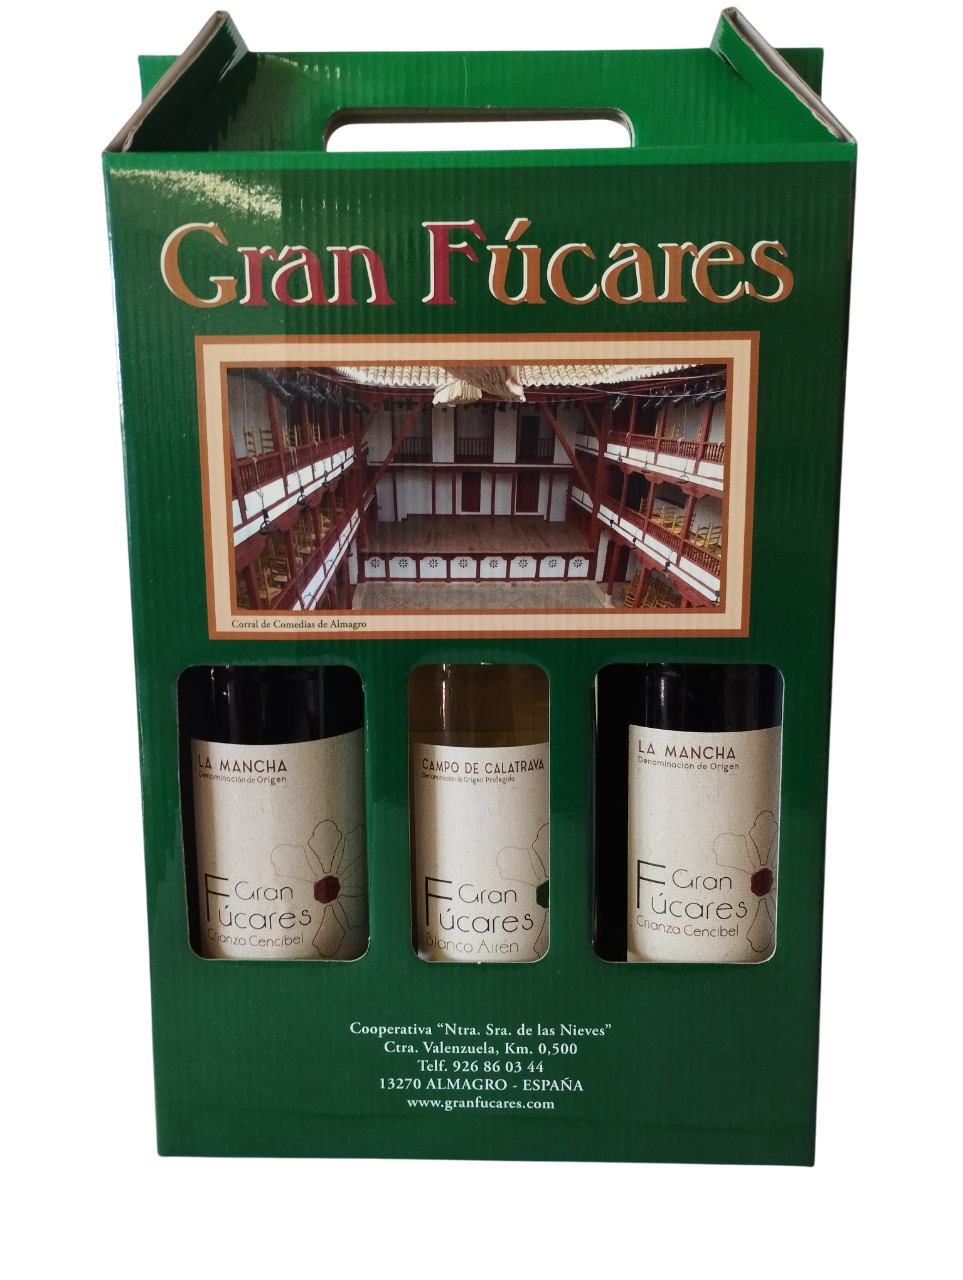 Gran Fúcares
Corral de Comedias de Almagro
LA MANCHA
Denominación de Origen
Gran
Fúcares
Crianza Cencibel
CAMPO DE CALATRAVA
Denominación de Origen Protegida
Gran
Fúcares
Blanco Airén
LA MANCHA
Denominación de Origen
Gran
Fúcares
Crianza Cencibel
Cooperativa “Ntra. Sra. de las Nieves”
Ctra. Valenzuela, Km. 0,500
Telf. 926 86 03 44
13270 ALMAGRO - ESPAÑA
www.granfucares.com